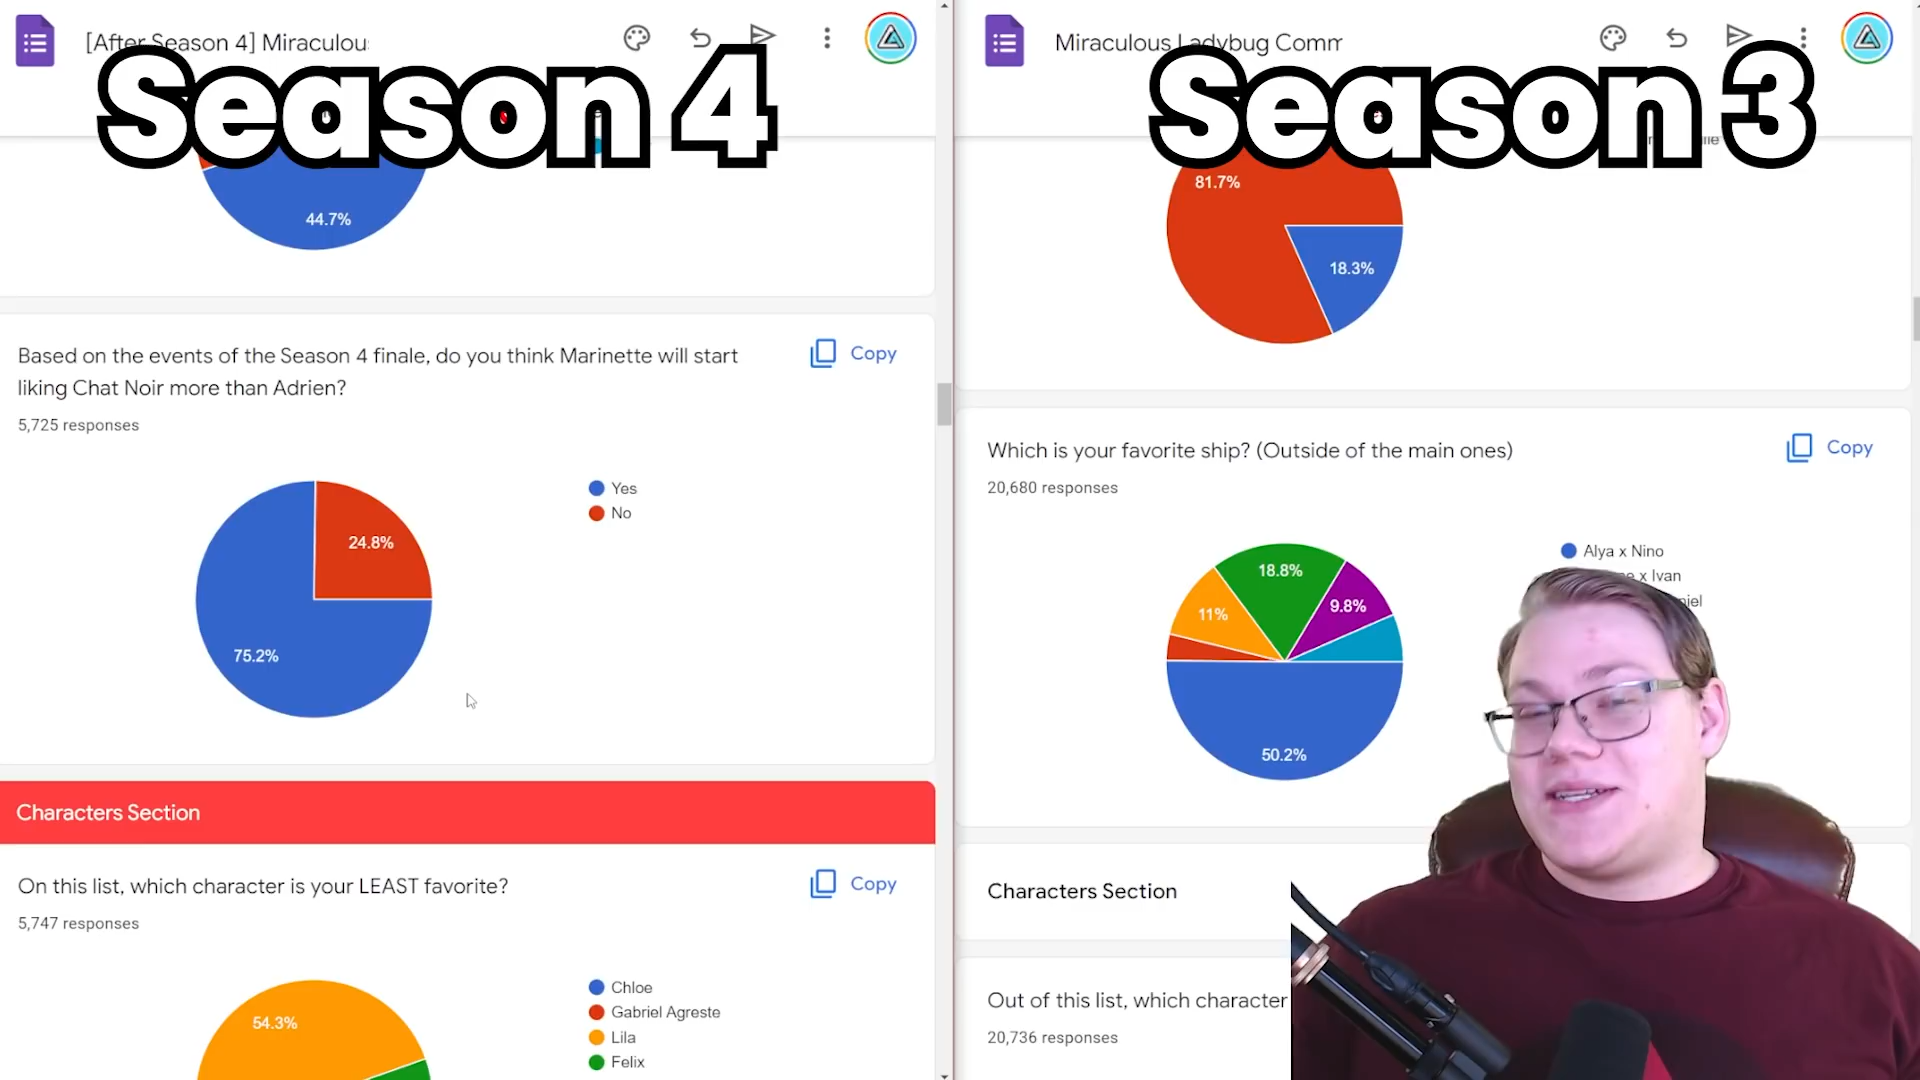 [After Season 4] Miraculou
Season 4
44.7%
Based on the events of the Season 4 finale, do you think Marinette will start
liking Chat Noir more than Adrien?
Copy
5,725 responses
Yes
No
24.8%
75.2%
Characters Section
On this list, which character is your LEAST favorite?
Copy
5,747 responses
Chloe
Gabriel Agreste
Lila
Felix
54.3%
Miraculous Ladybug Comm
Season 3
81.7%
18.3%
Which is your favorite ship? (Outside of the main ones)
Copy
20,680 responses
Alya x Nino
x Ivan
18.8%
9.8%
11%
50.2%
Characters Section
Out of this list, which character
20,736 responses